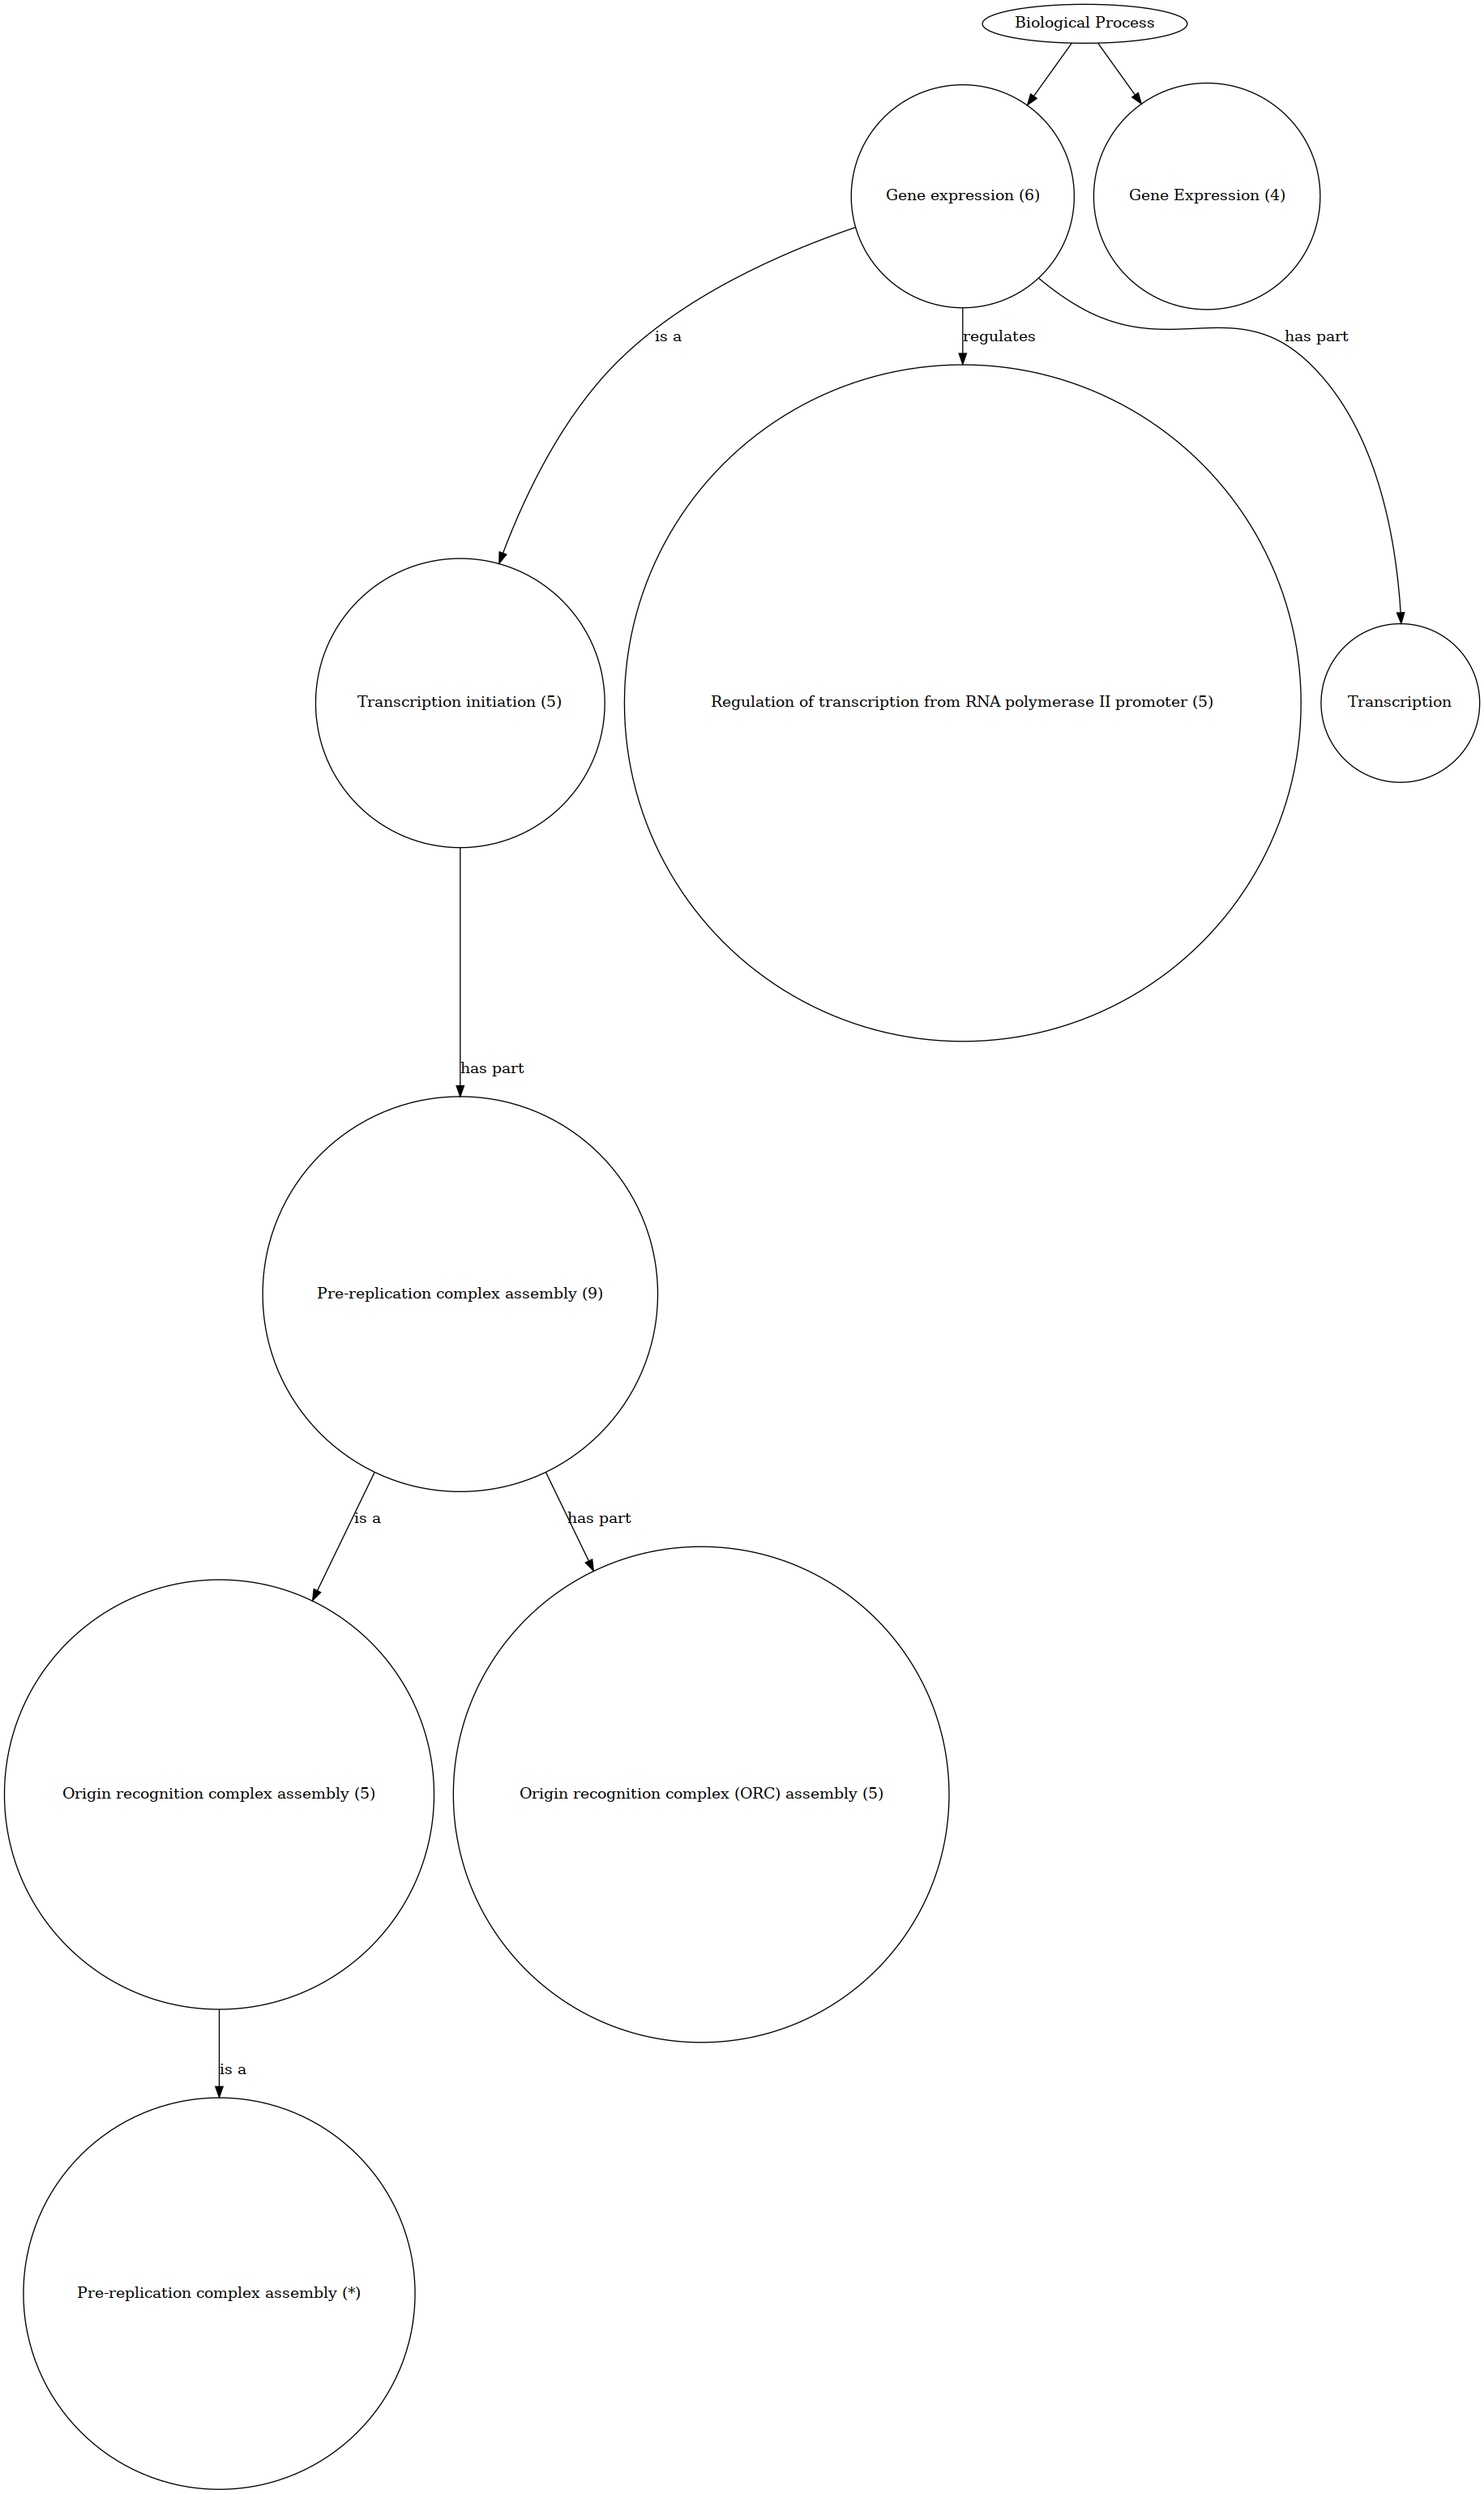 Biological Process
Gene expression (6)
Gene Expression (4)
is a
regulates
has part
Transcription initiation (5)
Regulation of transcription from RNA polymerase II promoter (5)
Transcription
has part
Pre-replication complex assembly (9)
is a
has part
Origin recognition complex assembly (5)
Origin recognition complex (ORC) assembly (5)
is a
Pre-replication complex assembly (*)